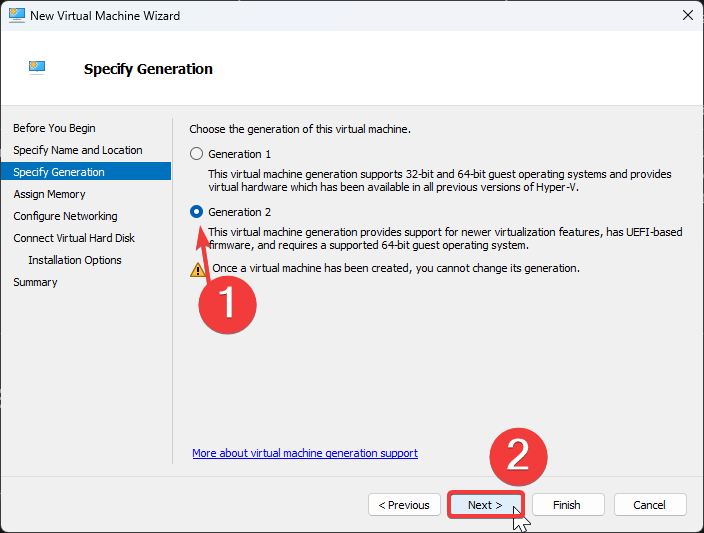 New Virtual Machine Wizard
Specify Generation
Before You Begin
Specify Name and Location
Specify Generation
Assign Memory
Configure Networking
Connect Virtual Hard Disk
Installation Options
Summary
Choose the generation of this virtual machine.
Generation 1
This virtual machine generation supports 32-bit and 64-bit guest operating systems and provides
virtual hardware which has been available in all previous versions of Hyper-V.
Generation 2
This virtual machine generation provides support for newer virtualization features, has UEFI-based
firmware, and requires a supported 64-bit guest operating system.
Once a virtual machine has been created, you cannot change its generation.
1
More about virtual machine generation support
2
< Previous
Next >
Finish
Cancel